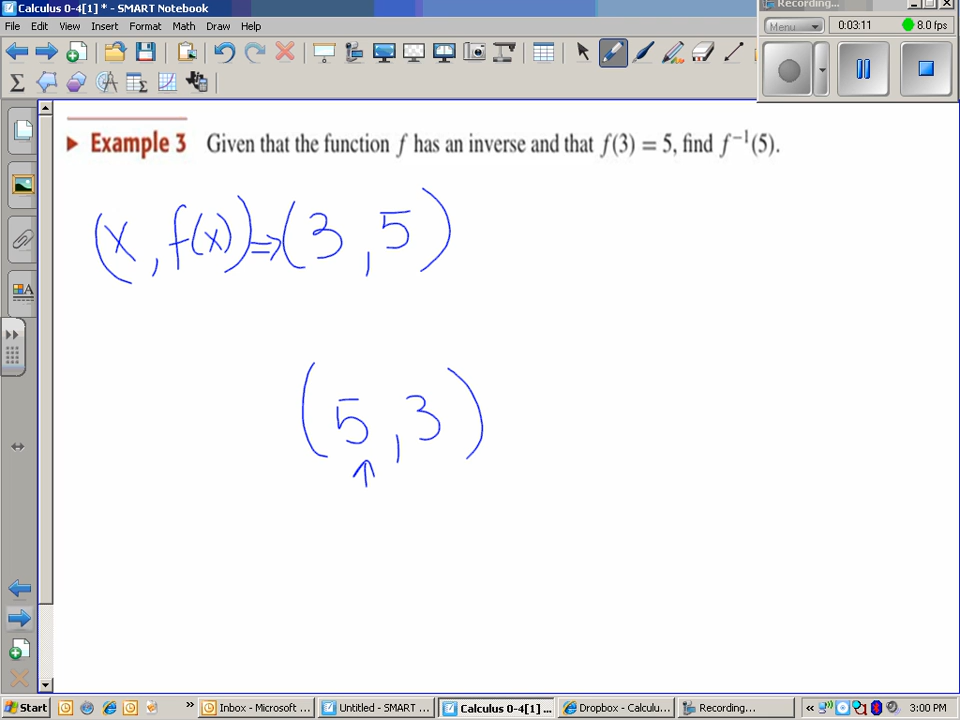 Calculus 0-4[1] * - SMART Notebook
Recording...
File Edit View Insert Format Math Draw Help
Menu
0:03:11
8.0 fps
Example 3 Given that the function f has an inverse and that f(3) = 5, find f⁻¹(5).
(x, f(x)) ⇒ (3, 5)
(5, 3)
↑
Start » Inbox - Microsoft ... Untitled - SMART ... Calculus 0-4[1] ... Dropbox - Calculu... Recording... « 3:00 PM